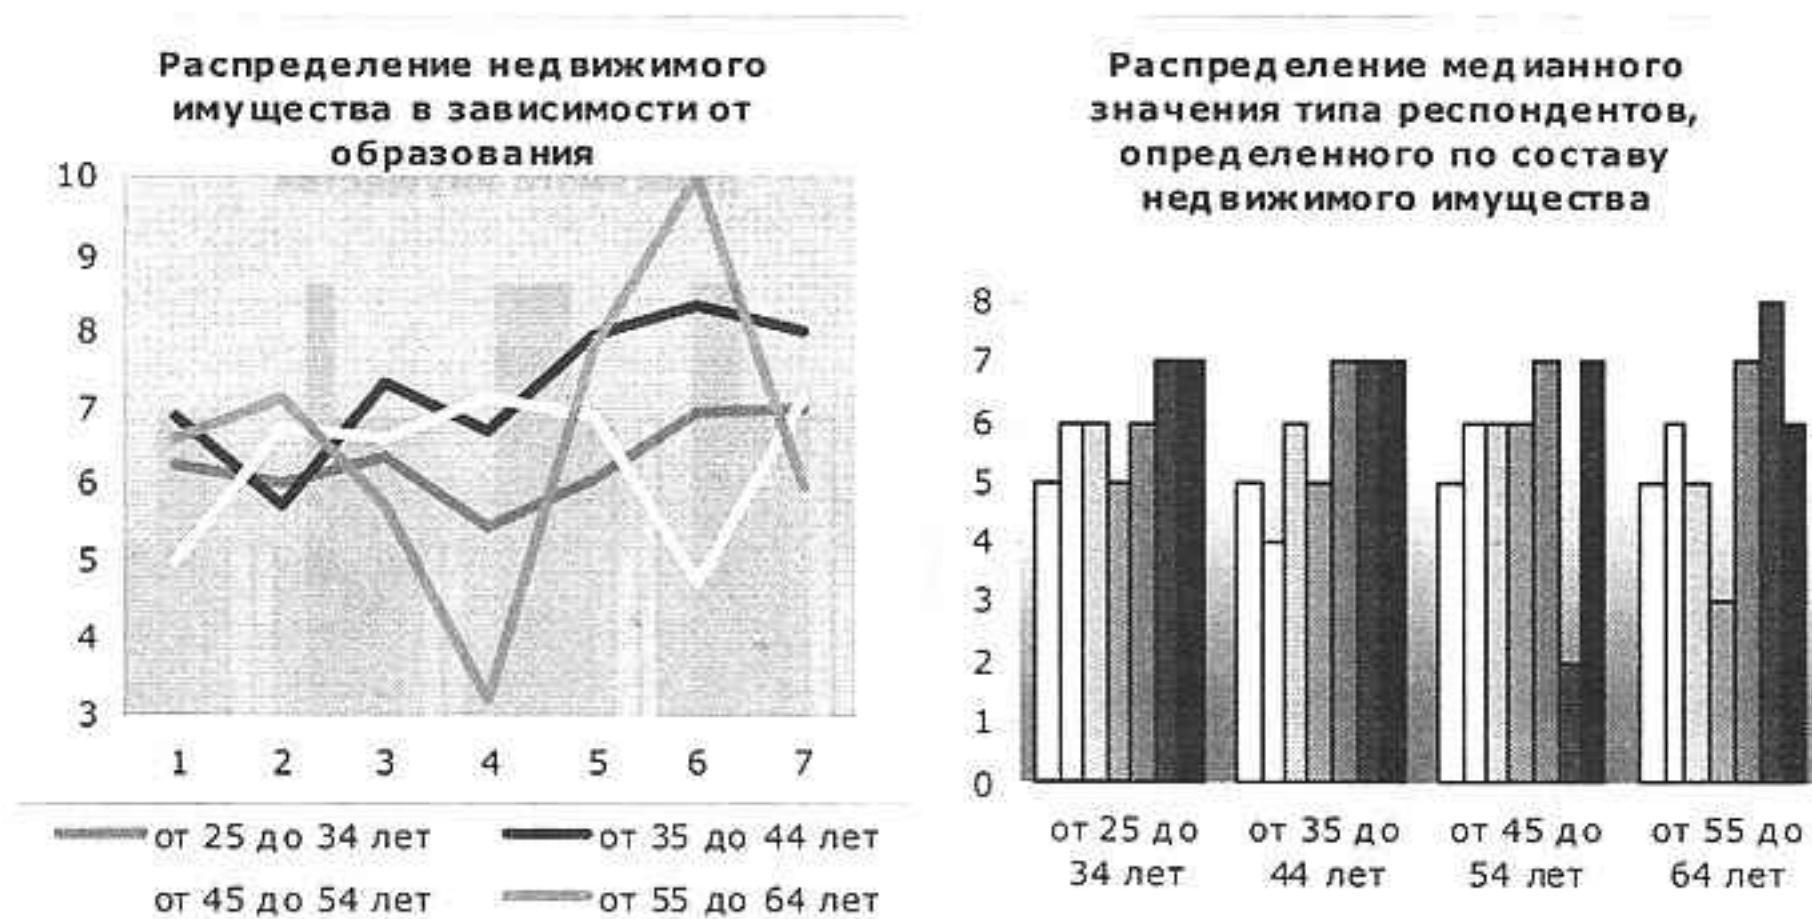 Распределение недвижимого
имущества в зависимости от
образования
10
9
8
7
6
5
4
3
1 2 3 4 5 6 7
от 25 до 34 лет от 35 до 44 лет
от 45 до 54 лет от 55 до 64 лет
Распределение медианного
значения типа респондентов,
определенного по составу
недвижимого имущества
8
7
6
5
4
3
2
1
0
от 25 до от 35 до от 45 до от 55 до
34 лет 44 лет 54 лет 64 лет